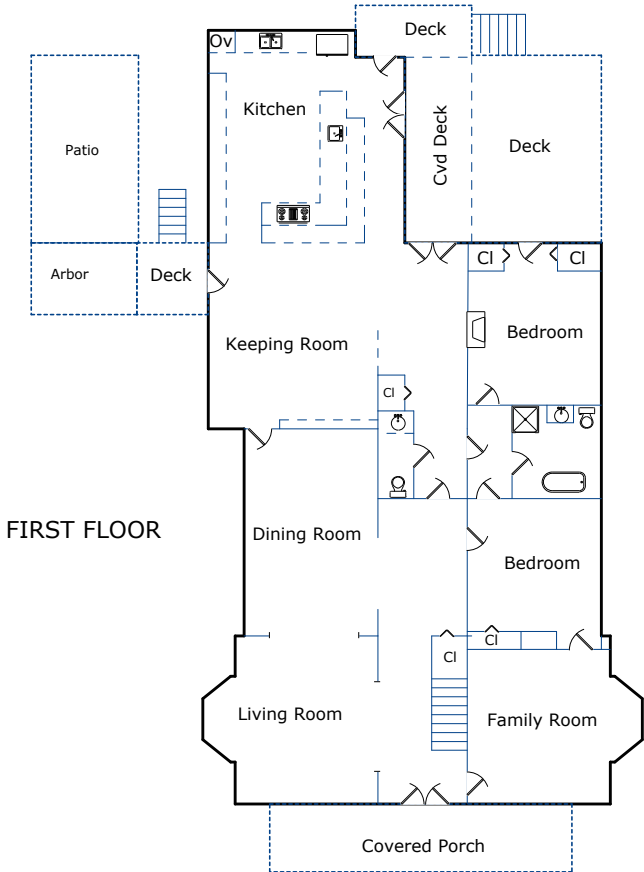 Deck
Ov
Kitchen
Cvd Deck
Patio
Deck
Cl
Cl
Arbor
Deck
Bedroom
Keeping Room
Cl
FIRST FLOOR
Dining Room
Bedroom
Cl
Cl
Living Room
Family Room
Covered Porch